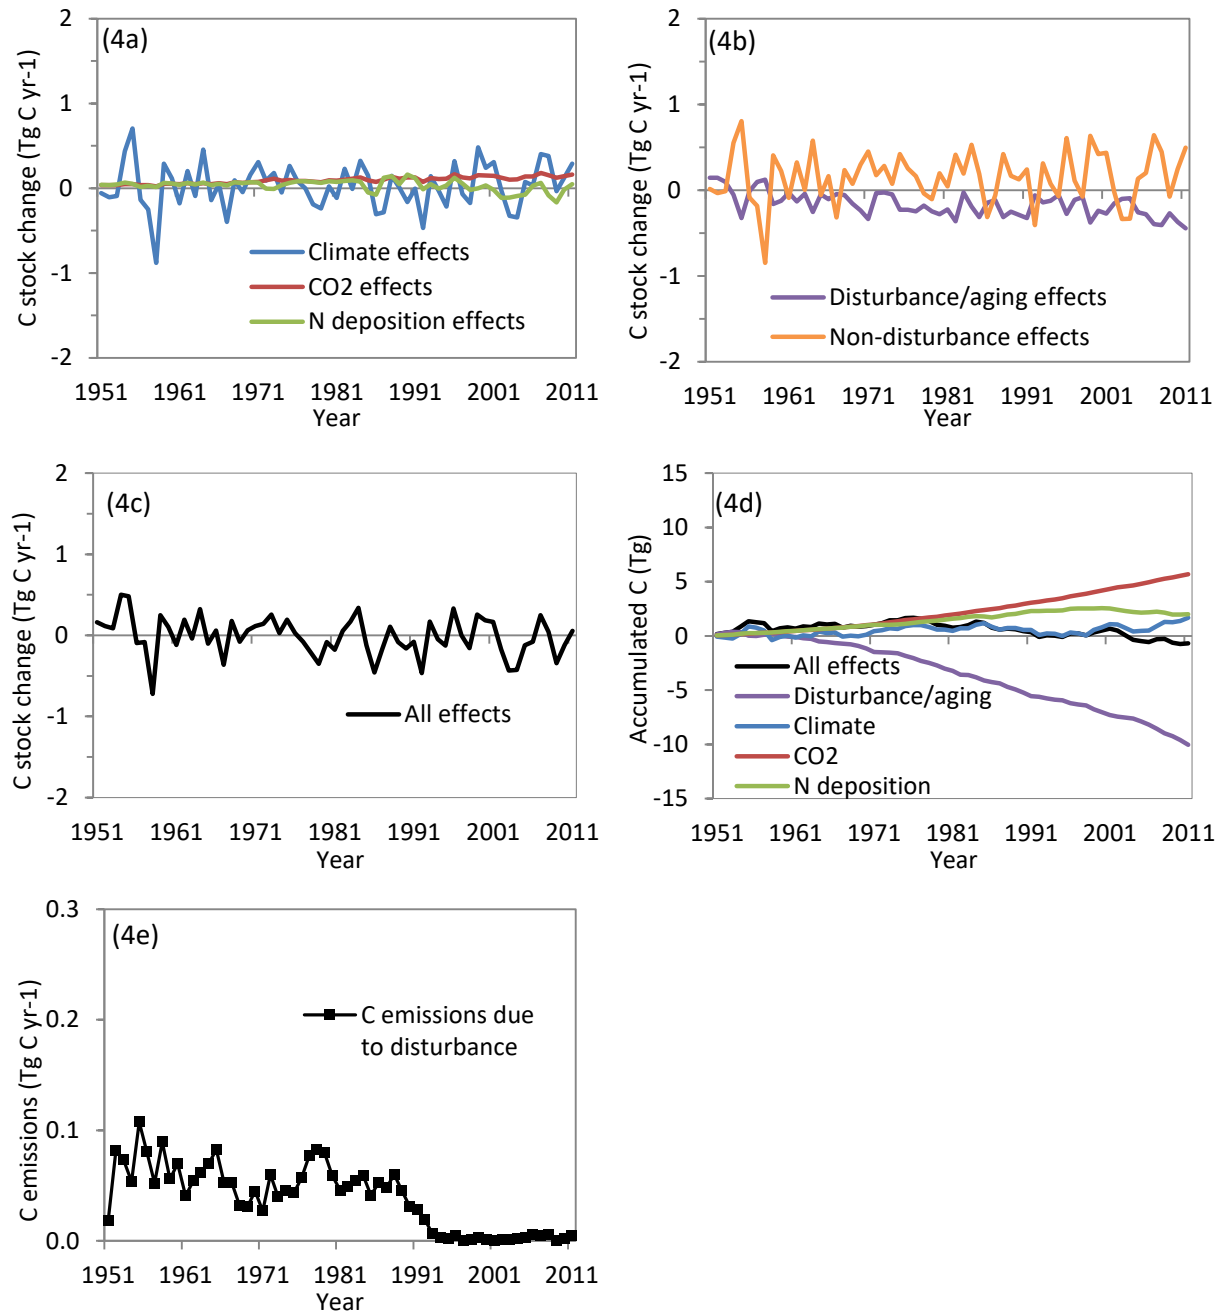 (4a)
C stock change (Tg C yr-1)
2
1
0
-1
-2
Climate effects
CO2 effects
N deposition effects
1951 1961 1971 1981 1991 2001 2011
Year
(4b)
C stock change (Tg C yr-1)
2
1
0
-1
-2
Disturbance/aging effects
Non-disturbance effects
1951 1961 1971 1981 1991 2001 2011
Year
(4c)
C stock change (Tg C yr-1)
2
1
0
-1
-2
All effects
1951 1961 1971 1981 1991 2001 2011
Year
(4d)
Accumulated C (Tg)
15
10
5
0
-5
-10
-15
All effects
Disturbance/aging
Climate
CO2
N deposition
1951 1961 1971 1981 1991 2001 2011
Year
(4e)
C emissions (Tg C yr-1)
0.3
0.2
0.1
0.0
C emissions due
to disturbance
1951 1961 1971 1981 1991 2001 2011
Year